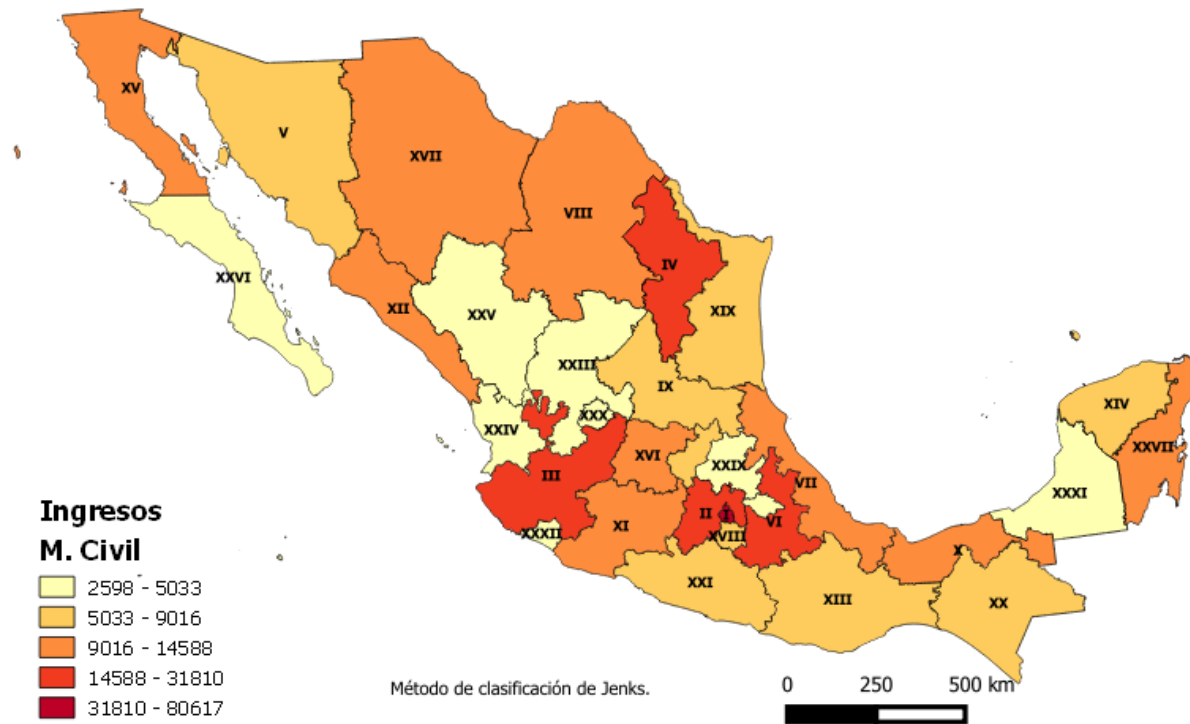 XV
V
XVII
VIII
XXVI
IV
XII
XXV
XIX
XXIII
IX
XXX
XIV
XXIV
XXVII
XVI
XXIX
III
VII
XXXI
II
I
VI
XXXII
XI
XVIII
X
XXI
XIII
XX
Ingresos
M. Civil
2598 - 5033
5033 - 9016
9016 - 14588
14588 - 31810
31810 - 80617
Método de clasificación de Jenks.
0 250 500 km